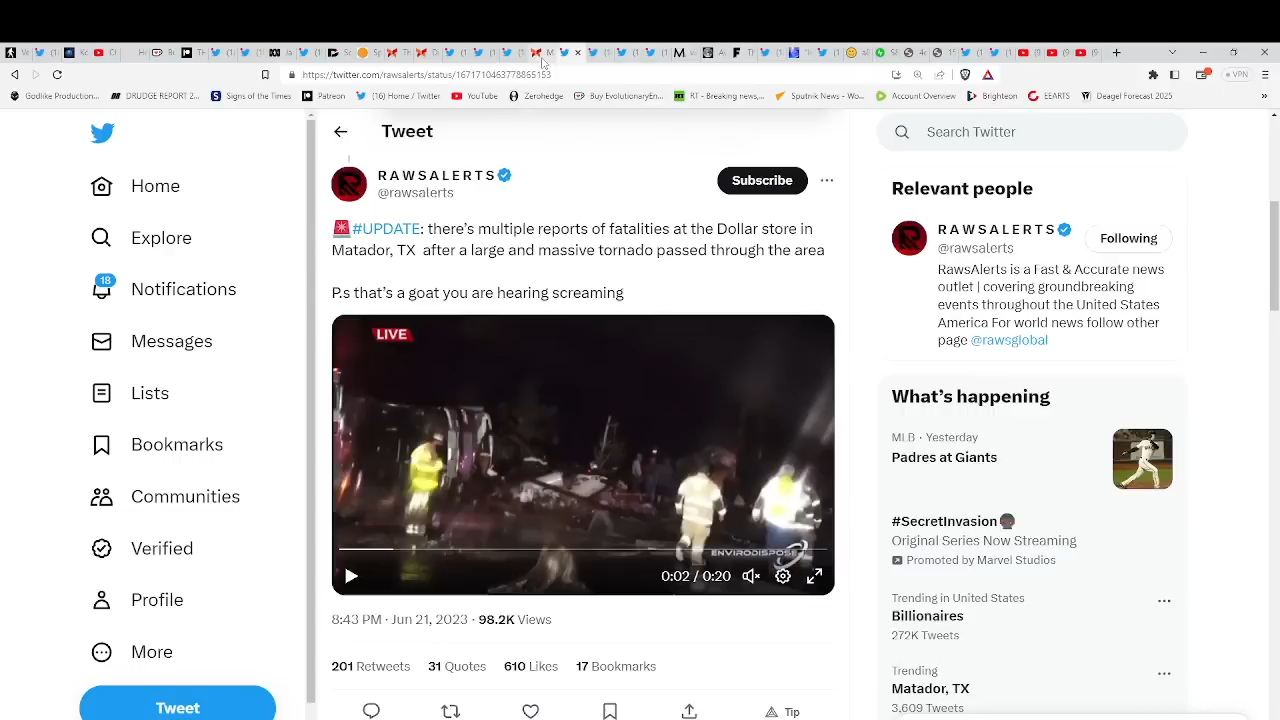 https://twitter.com/rawsalerts/status/1671710463178865153
VPN
Godlike Production...
DRUDGE REPORT 2...
Signs of the Times
Patreon
(16) Home / Twitter
YouTube
Zerohedge
Buy EvolutionaryEn...
RT - Breaking news,...
Sputnik News - Wo...
Account Overview
Brighteon
EEARTS
Deagel Forecast 2025
Tweet
Search Twitter
Home
Explore
18
Notifications
Messages
Lists
Bookmarks
Communities
Verified
Profile
More
Tweet
RAWSALERTS
@rawsalerts
Subscribe
#UPDATE: there's multiple reports of fatalities at the Dollar store in
Matador, TX after a large and massive tornado passed through the area
P.s that's a goat you are hearing screaming
LIVE
ENVIRODISPOSE
0:02 / 0:20
8:43 PM · Jun 21, 2023 · 98.2K Views
201 Retweets 31 Quotes 610 Likes 17 Bookmarks
Tip
Relevant people
RAWSALERTS
@rawsalerts
Following
RawsAlerts is a Fast & Accurate news
outlet | covering groundbreaking
events throughout the United States
America For world news follow other
page @rawsglobal
What's happening
MLB · Yesterday
Padres at Giants
#SecretInvasion
Original Series Now Streaming
Promoted by Marvel Studios
Trending in United States
Billionaires
272K Tweets
Trending
Matador, TX
3,609 Tweets